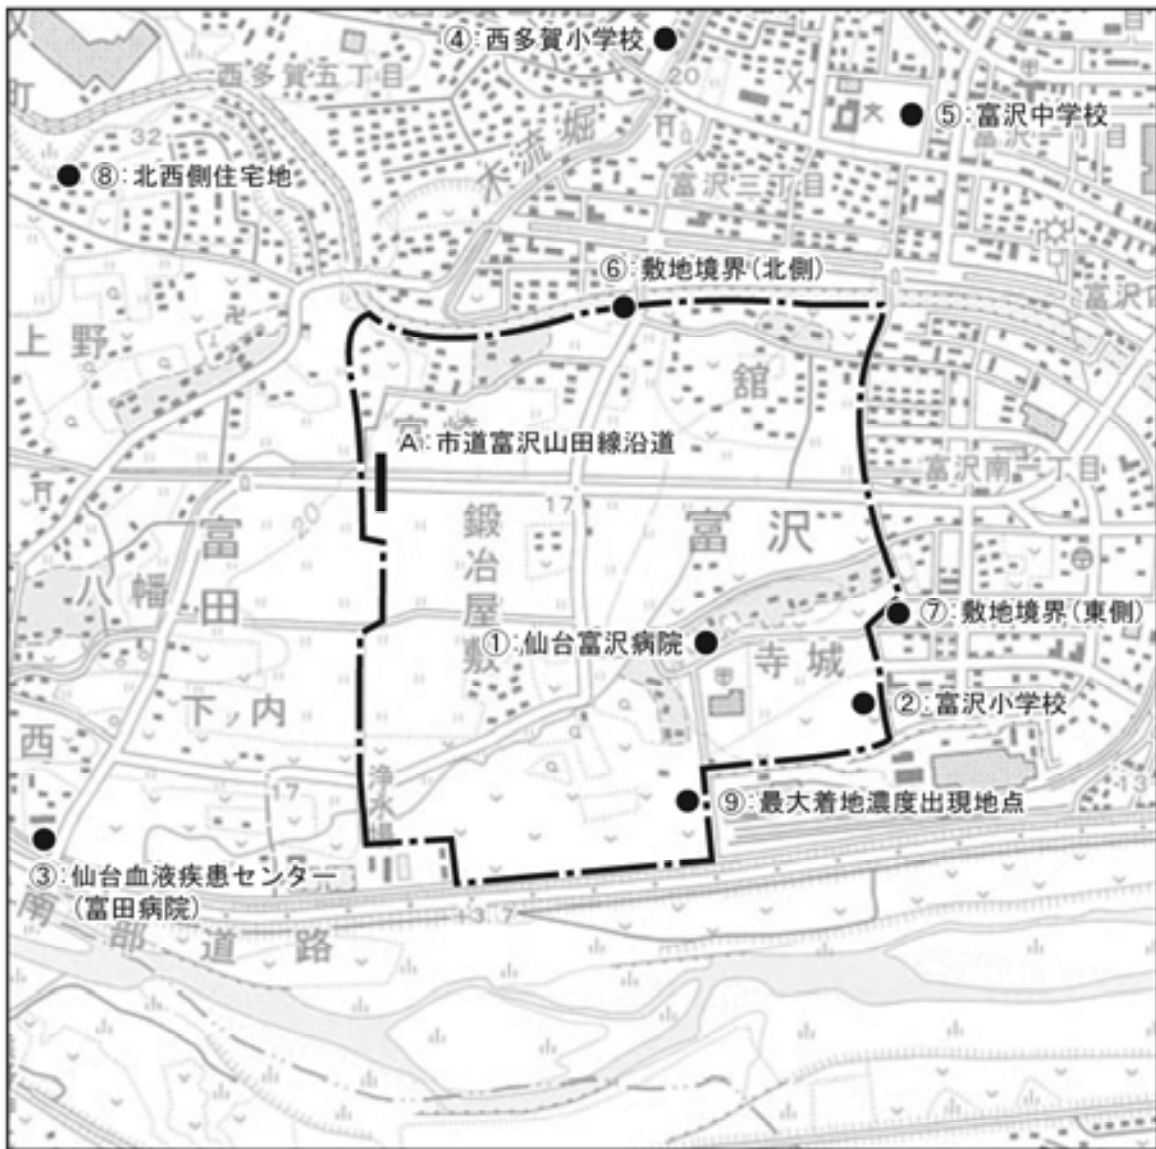 ④:西多賀小学校
20
西多賀五丁目
町
⑤:富沢中学校
32
木流堀
富沢三丁目
⑧:北西側住宅地
⑥:敷地境界(北側)
上野
舘
A:市道富沢山田線沿道
富沢南一丁目
20
17
鍛冶屋敷
富沢
富田
八幡
⑦:敷地境界(東側)
①:仙台富沢病院
寺城
下ノ内
②:富沢小学校
西
浄水場
17
13
⑨:最大着地濃度出現地点
③:仙台血液疾患センター
(富田病院)
13.7
南部道路